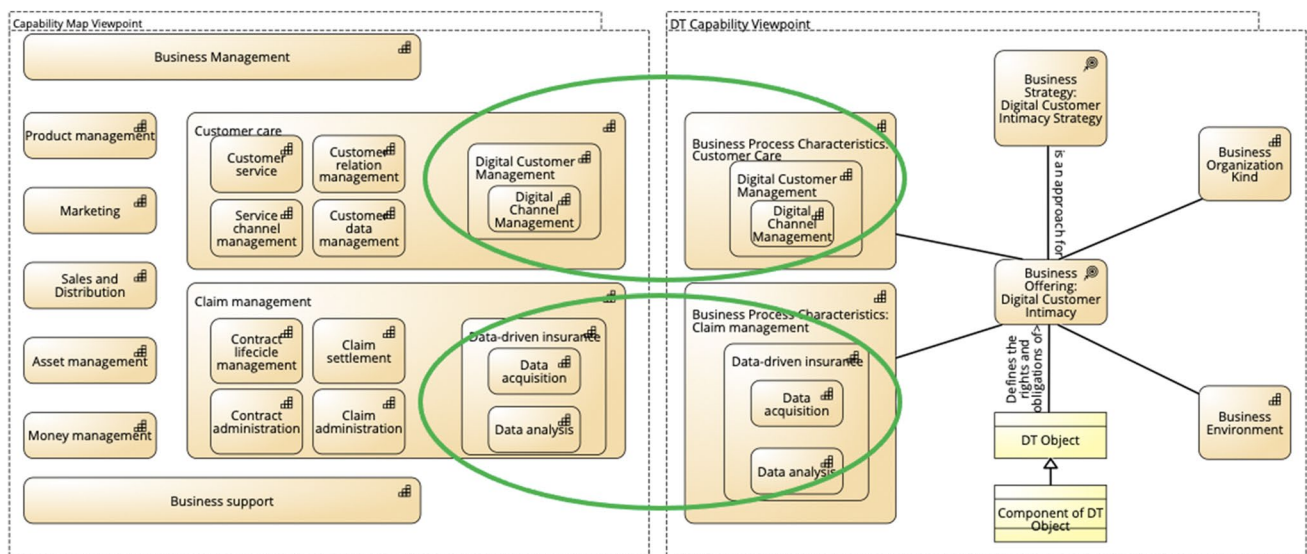 Capability Map Viewpoint
Business Management
Product management
Marketing
Sales and
Distribution
Asset management
Money management
Business support
Customer care
Customer
service
Customer
relation
management
Service
channel
management
Customer
data
management
Digital Customer
Management
Digital
Channel
Management
Claim management
Contract
lifecicle
management
Claim
settlement
Contract
administration
Claim
administration
Data-driven insurance
Data
acquisition
Data analysis
DT Capability Viewpoint
Business Process Characteristics:
Customer Care
Digital Customer
Management
Digital
Channel
Management
Business Process Characteristics:
Claim management
Data-driven insurance
Data
acquisition
Data analysis
Business
Strategy:
Digital Customer
Intimacy Strategy
is an approach for
Business
Organization
Kind
Business
Offering:
Digital Customer
Intimacy
Defines the
rights and
obligations of>
Business
Environment
DT Object
Component of DT
Object